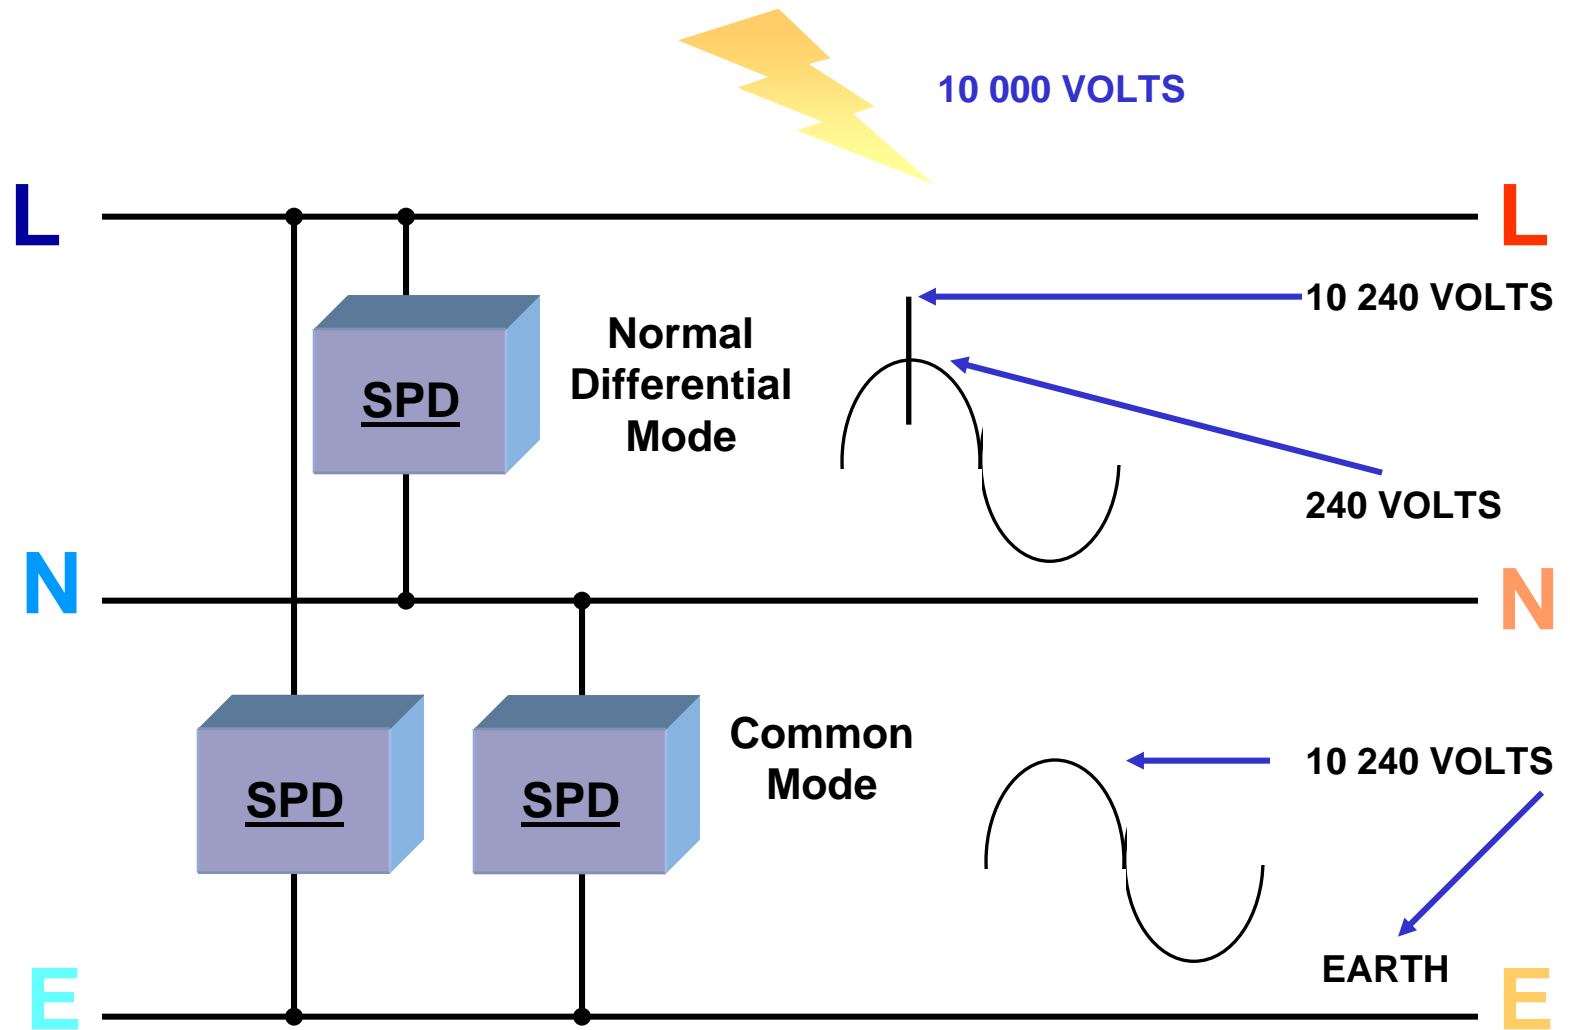 10 000 VOLTS
L
L
10 240 VOLTS
Normal
Differential
Mode
SPD
240 VOLTS
N
N
Common
Mode
10 240 VOLTS
SPD
SPD
EARTH
E
E